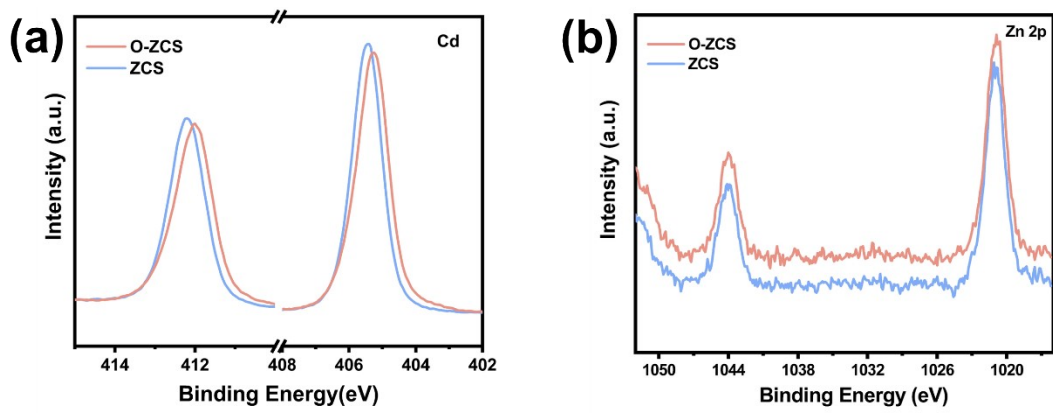 (a)
Cd
O-ZCS
ZCS
Intensity (a.u.)
414
412
408
406
404
402
Binding Energy(eV)
(b)
Zn 2p
O-ZCS
ZCS
Intensity (a.u.)
1050
1044
1038
1032
1026
1020
Binding Energy (eV)